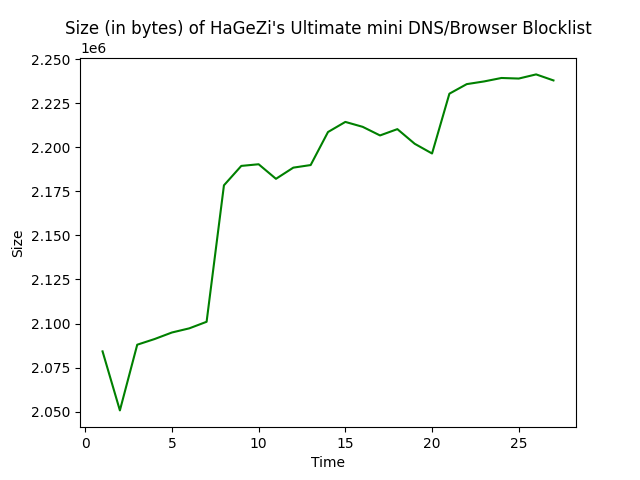 Size (in bytes) of HaGeZi's Ultimate mini DNS/Browser Blocklist
1e6
2.250
2.225
2.200
2.175
2.150
2.125
2.100
2.075
2.050
Size
0 5 10 15 20 25
Time